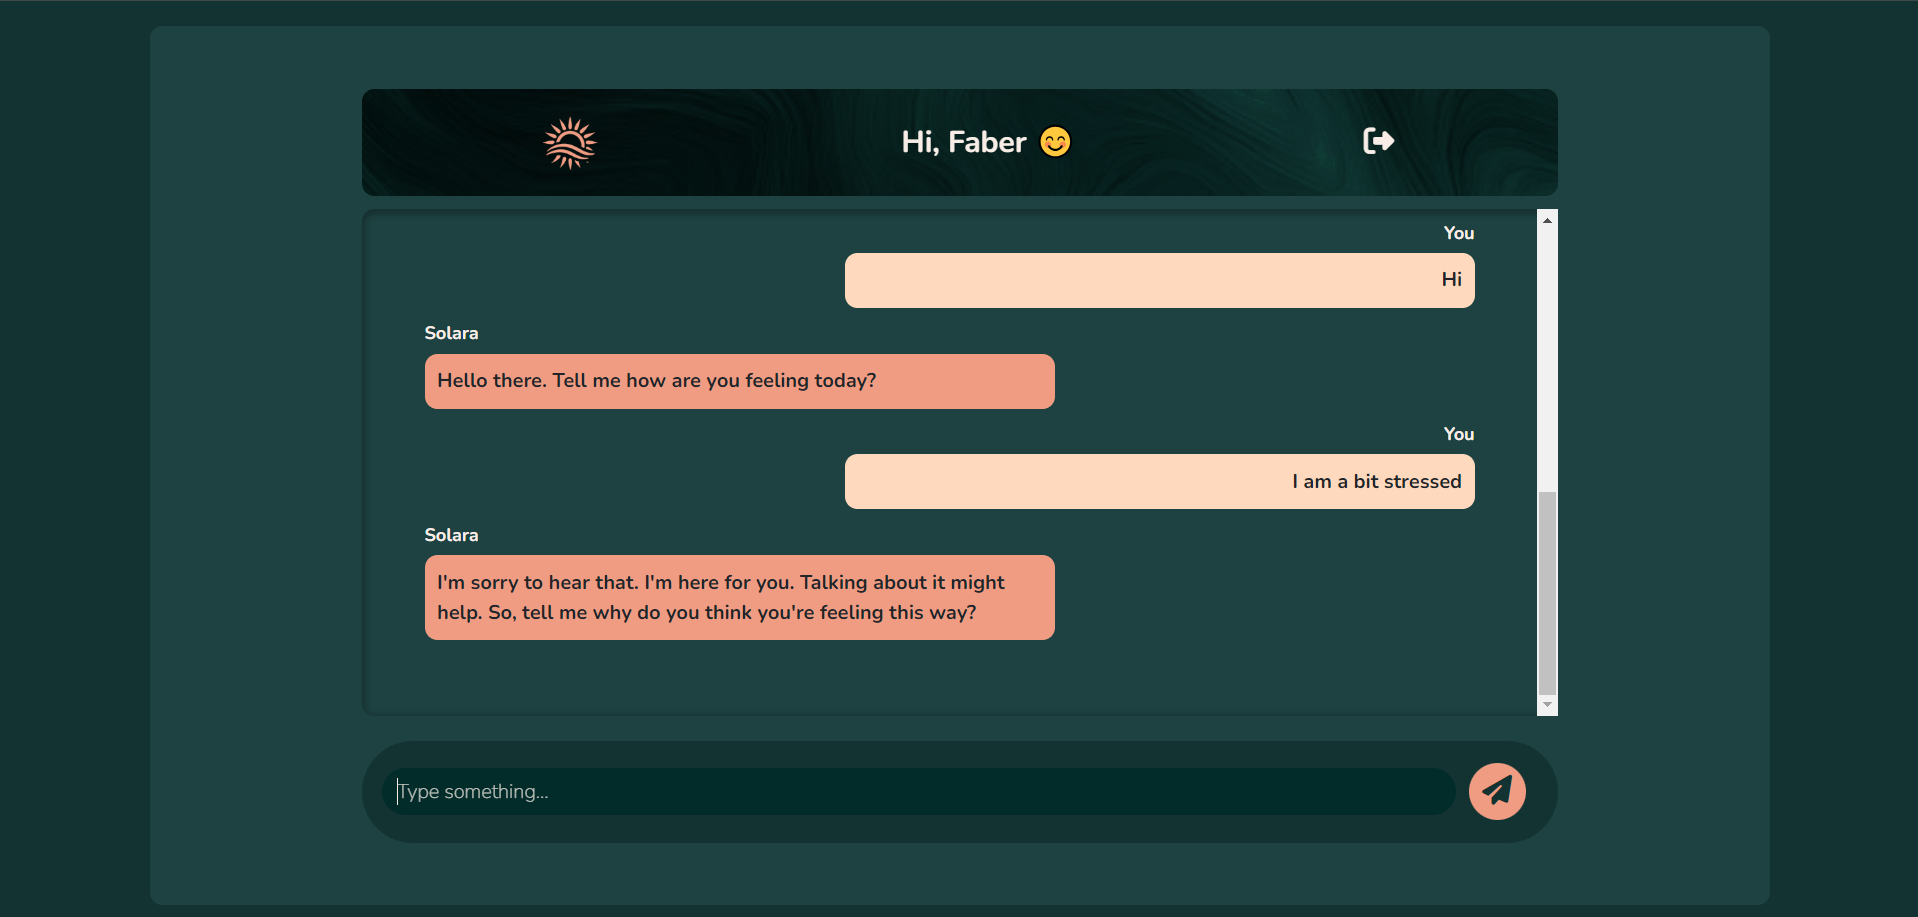 Hi, Faber 😊
You
Hi
Solara
Hello there. Tell me how are you feeling today?
You
I am a bit stressed
Solara
I'm sorry to hear that. I'm here for you. Talking about it might
help. So, tell me why do you think you're feeling this way?
Type something...